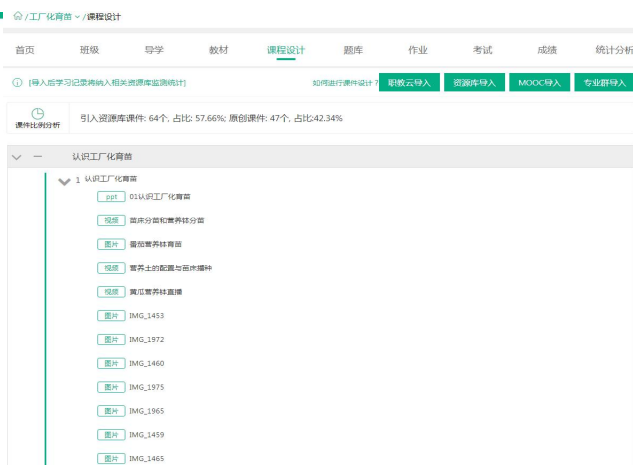 /工厂化育苗 /课程设计
首页 班级 导学 教材 课程设计 题库 作业 考试 成绩 统计分析
[导入后学习记录将纳入相关资源库监测统计] 如何进行课件设计？ 职教云导入 资源库导入 MOOC导入 专业群导入
课件比例分析 引入资源库课件: 64个, 占比: 57.66%; 原创课件: 47个, 占比:42.34%
一 认识工厂化育苗
1 认识工厂化育苗
ppt 01认识工厂化育苗
视频 苗床分苗和营养钵分苗
图片 番茄营养钵育苗
视频 营养土的配置与苗床播种
视频 黄瓜营养钵直播
图片 IMG_1453
图片 IMG_1972
图片 IMG_1460
图片 IMG_1975
图片 IMG_1965
图片 IMG_1459
图片 IMG_1465